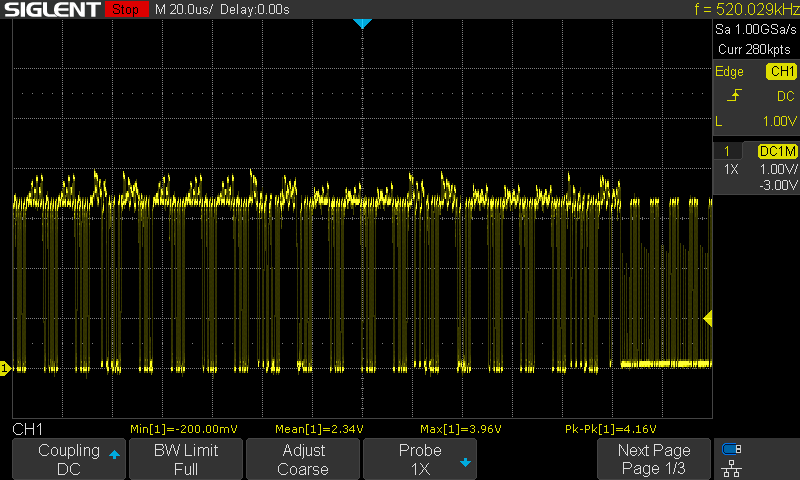 SIGLENT Stop M 20.0us/ Delay:0.00s f = 520.029kHz
Sa 1.00GSa/s
Curr 280kpts
Edge CH1
DC
L 1.00V
1 DC1M
1X 1.00V/
-3.00V
1
CH1 Min[1]=-200.00mV Mean[1]=2.34V Max[1]=3.96V Pk-Pk[1]=4.16V
Coupling BW Limit Adjust Probe Next Page
DC Full Coarse 1X Page 1/3